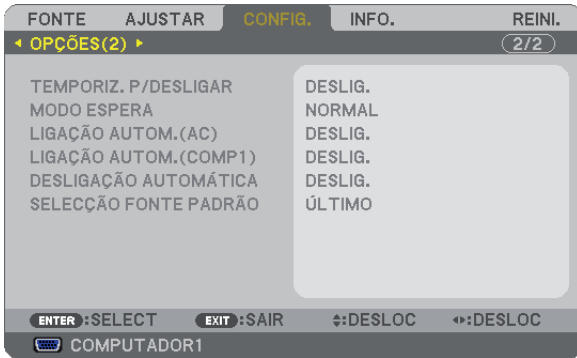 FONTE AJUSTAR CONFIG. INFO. REINI.
OPÇÕES(2) 2/2
TEMPORIZ. P/DESLIGAR DESLIG.
MODO ESPERA NORMAL
LIGAÇÃO AUTOM.(AC) DESLIG.
LIGAÇÃO AUTOM.(COMP1) DESLIG.
DESLIGAÇÃO AUTOMÁTICA DESLIG.
SELECÇÃO FONTE PADRÃO ÚLTIMO
ENTER :SELECT EXIT :SAIR :DESLOC :DESLOC
COMPUTADOR1